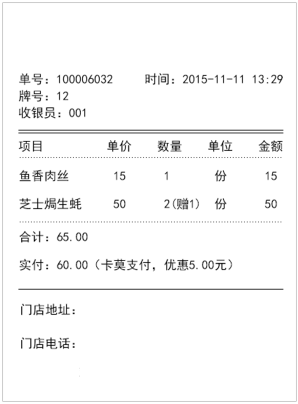 单号：100006032 时间：2015-11-11 13:29
牌号：12
收银员：001
项目 单价 数量 单位 金额
鱼香肉丝 15 1 份 15
芝士焗生蚝 50 2(赠1) 份 50
合计：65.00
实付：60.00（卡莫支付，优惠5.00元）
门店地址：
门店电话：